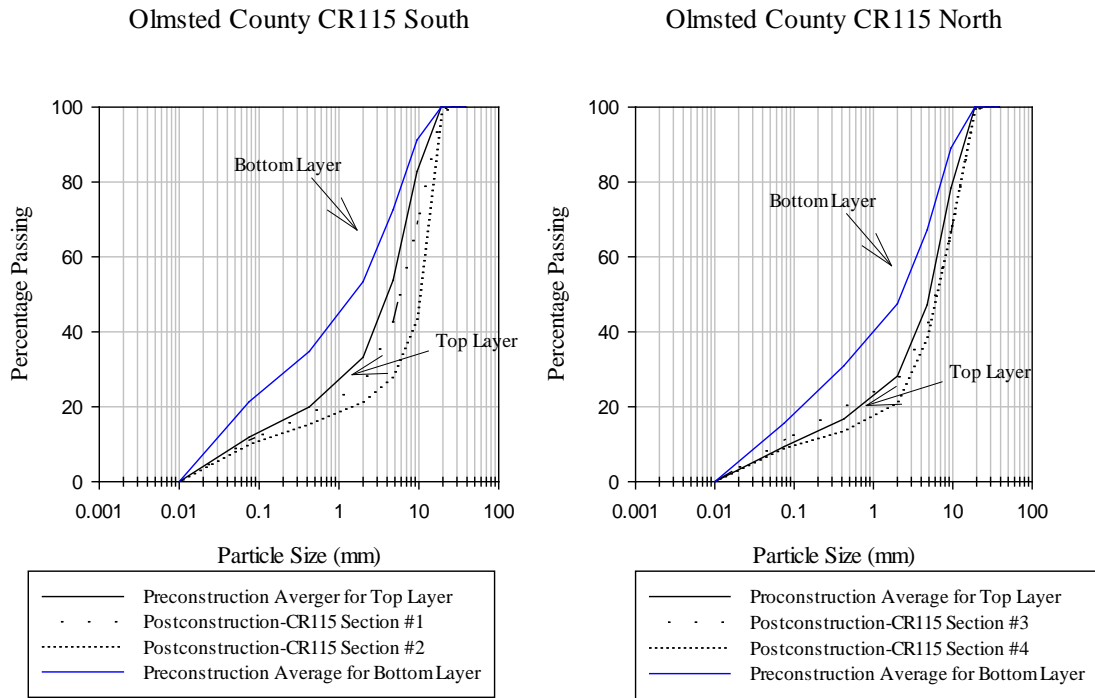 Olmsted County CR115 South
Percentage Passing
100
80
60
40
20
0
Bottom Layer
Top Layer
0.001 0.01 0.1 1 10 100
Particle Size (mm)
Preconstruction Averger for Top Layer
Postconstruction-CR115 Section #1
Postconstruction-CR115 Section #2
Preconstruction Average for Bottom Layer
Olmsted County CR115 North
Percentage Passing
100
80
60
40
20
0
Bottom Layer
Top Layer
0.001 0.01 0.1 1 10 100
Particle Size (mm)
Proconstruction Average for Top Layer
Postconstruction-CR115 Section #3
Postconstruction-CR115 Section #4
Preconstruction Average for Bottom Layer